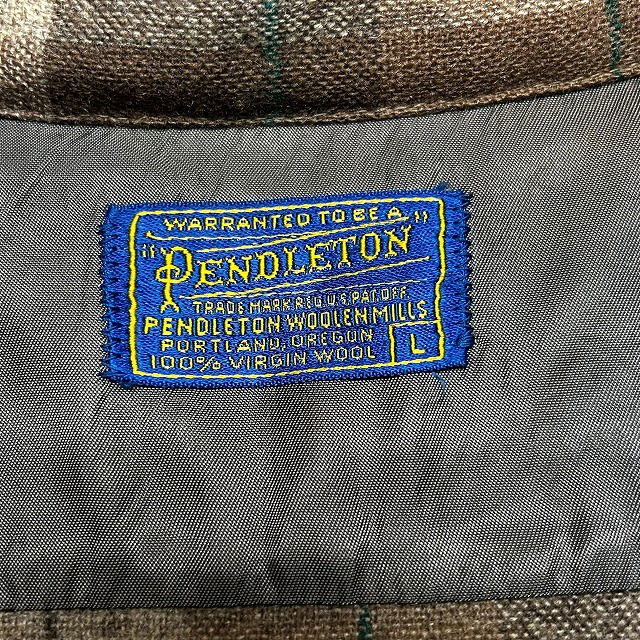 WARRANTED TO BE A
"PENDLETON"
TRADE MARK REG. U.S. PAT. OFF.
PENDLETON WOOLEN MILLS
PORTLAND, OREGON
100% VIRGIN WOOL
L